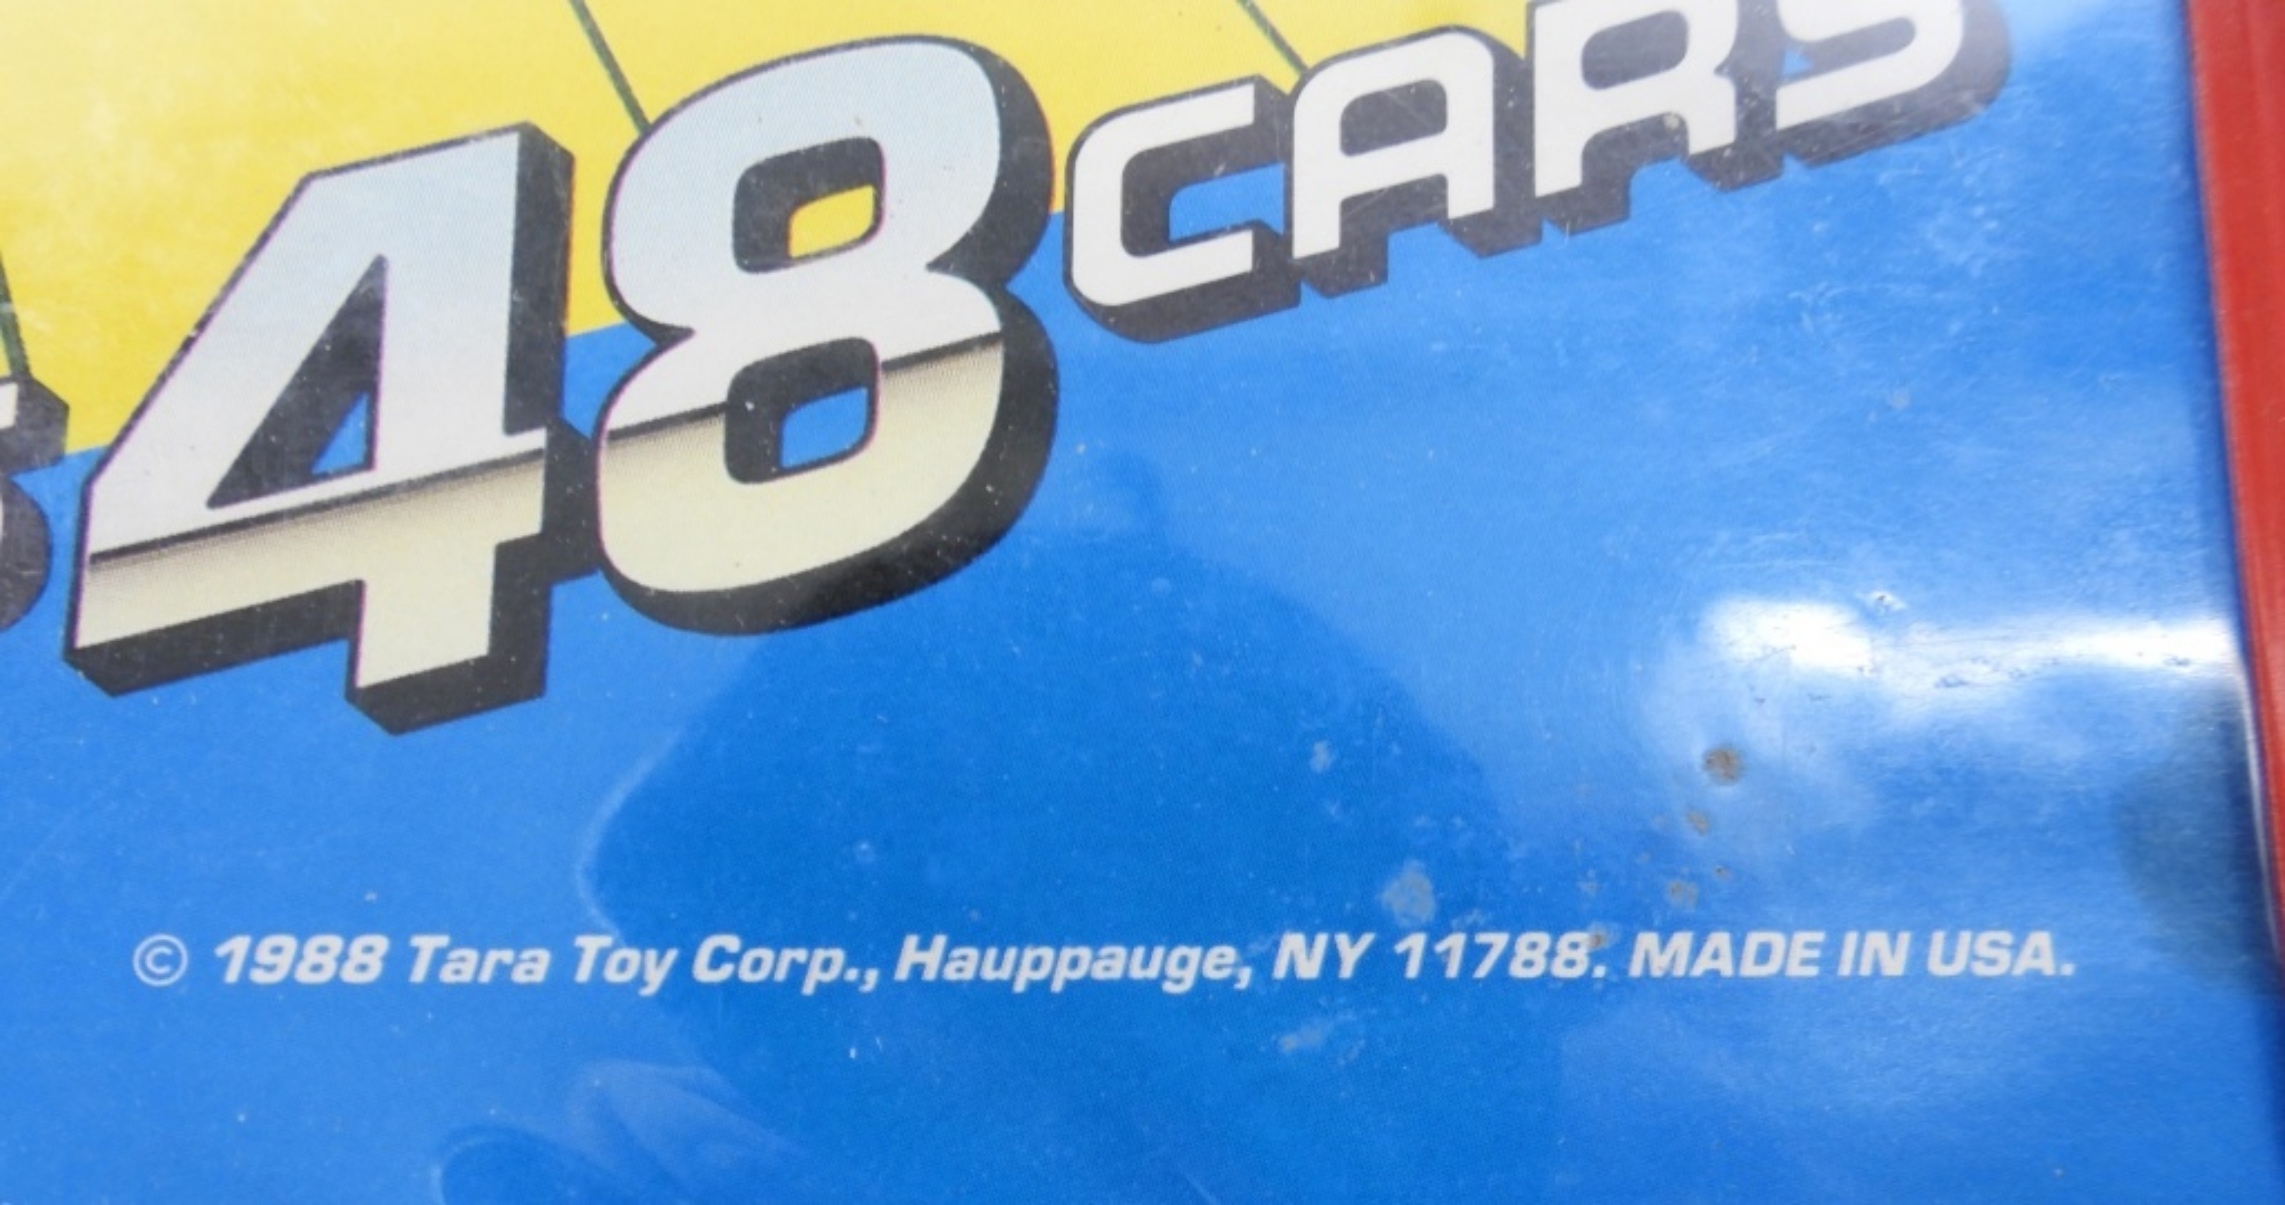 48 CARS
© 1988 Tara Toy Corp., Hauppauge, NY 11788. MADE IN USA.